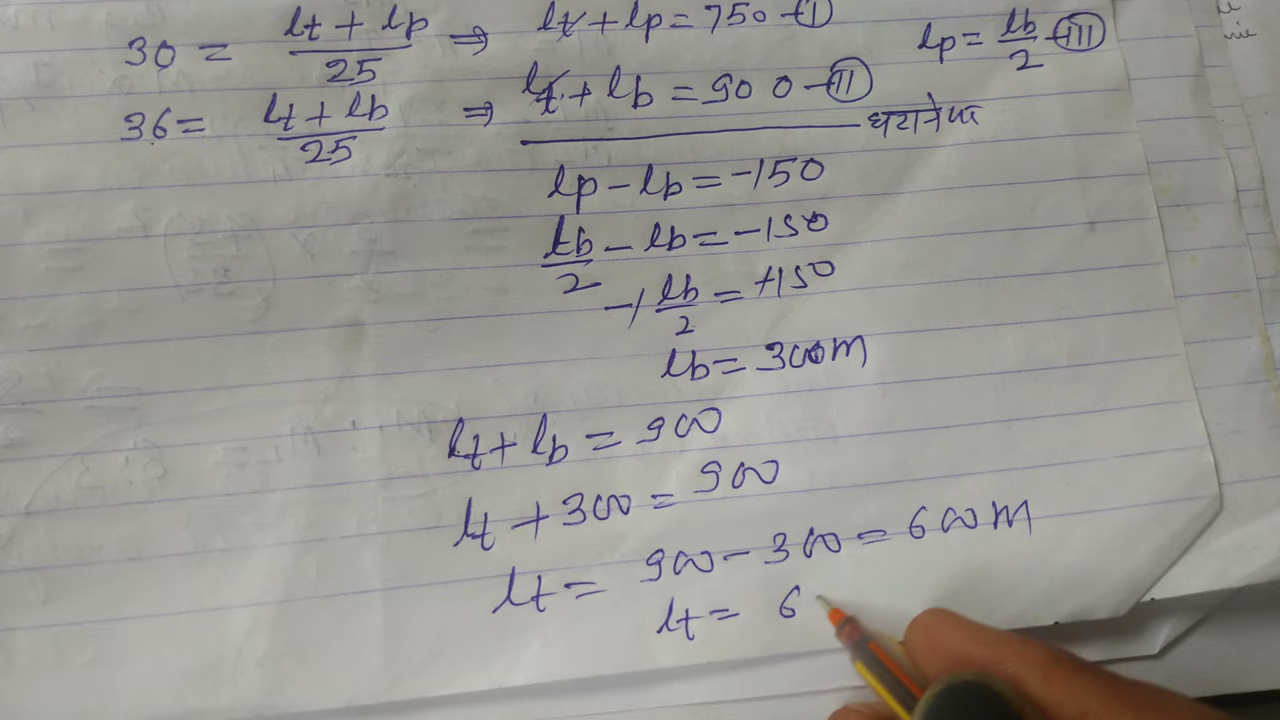 30 = lt + lp / 25 ⇒ lt + lp = 750 - I
lp = lb / 2 - III
36 = lt + lb / 25 ⇒ lt + lb = 900 - II
घटाने पर
lp - lb = -150
lb / 2 - lb = -150
-1 lb / 2 = +150
lb = 300m
lt + lb = 900
lt + 300 = 900
lt = 900 - 300 = 600m
lt = 6